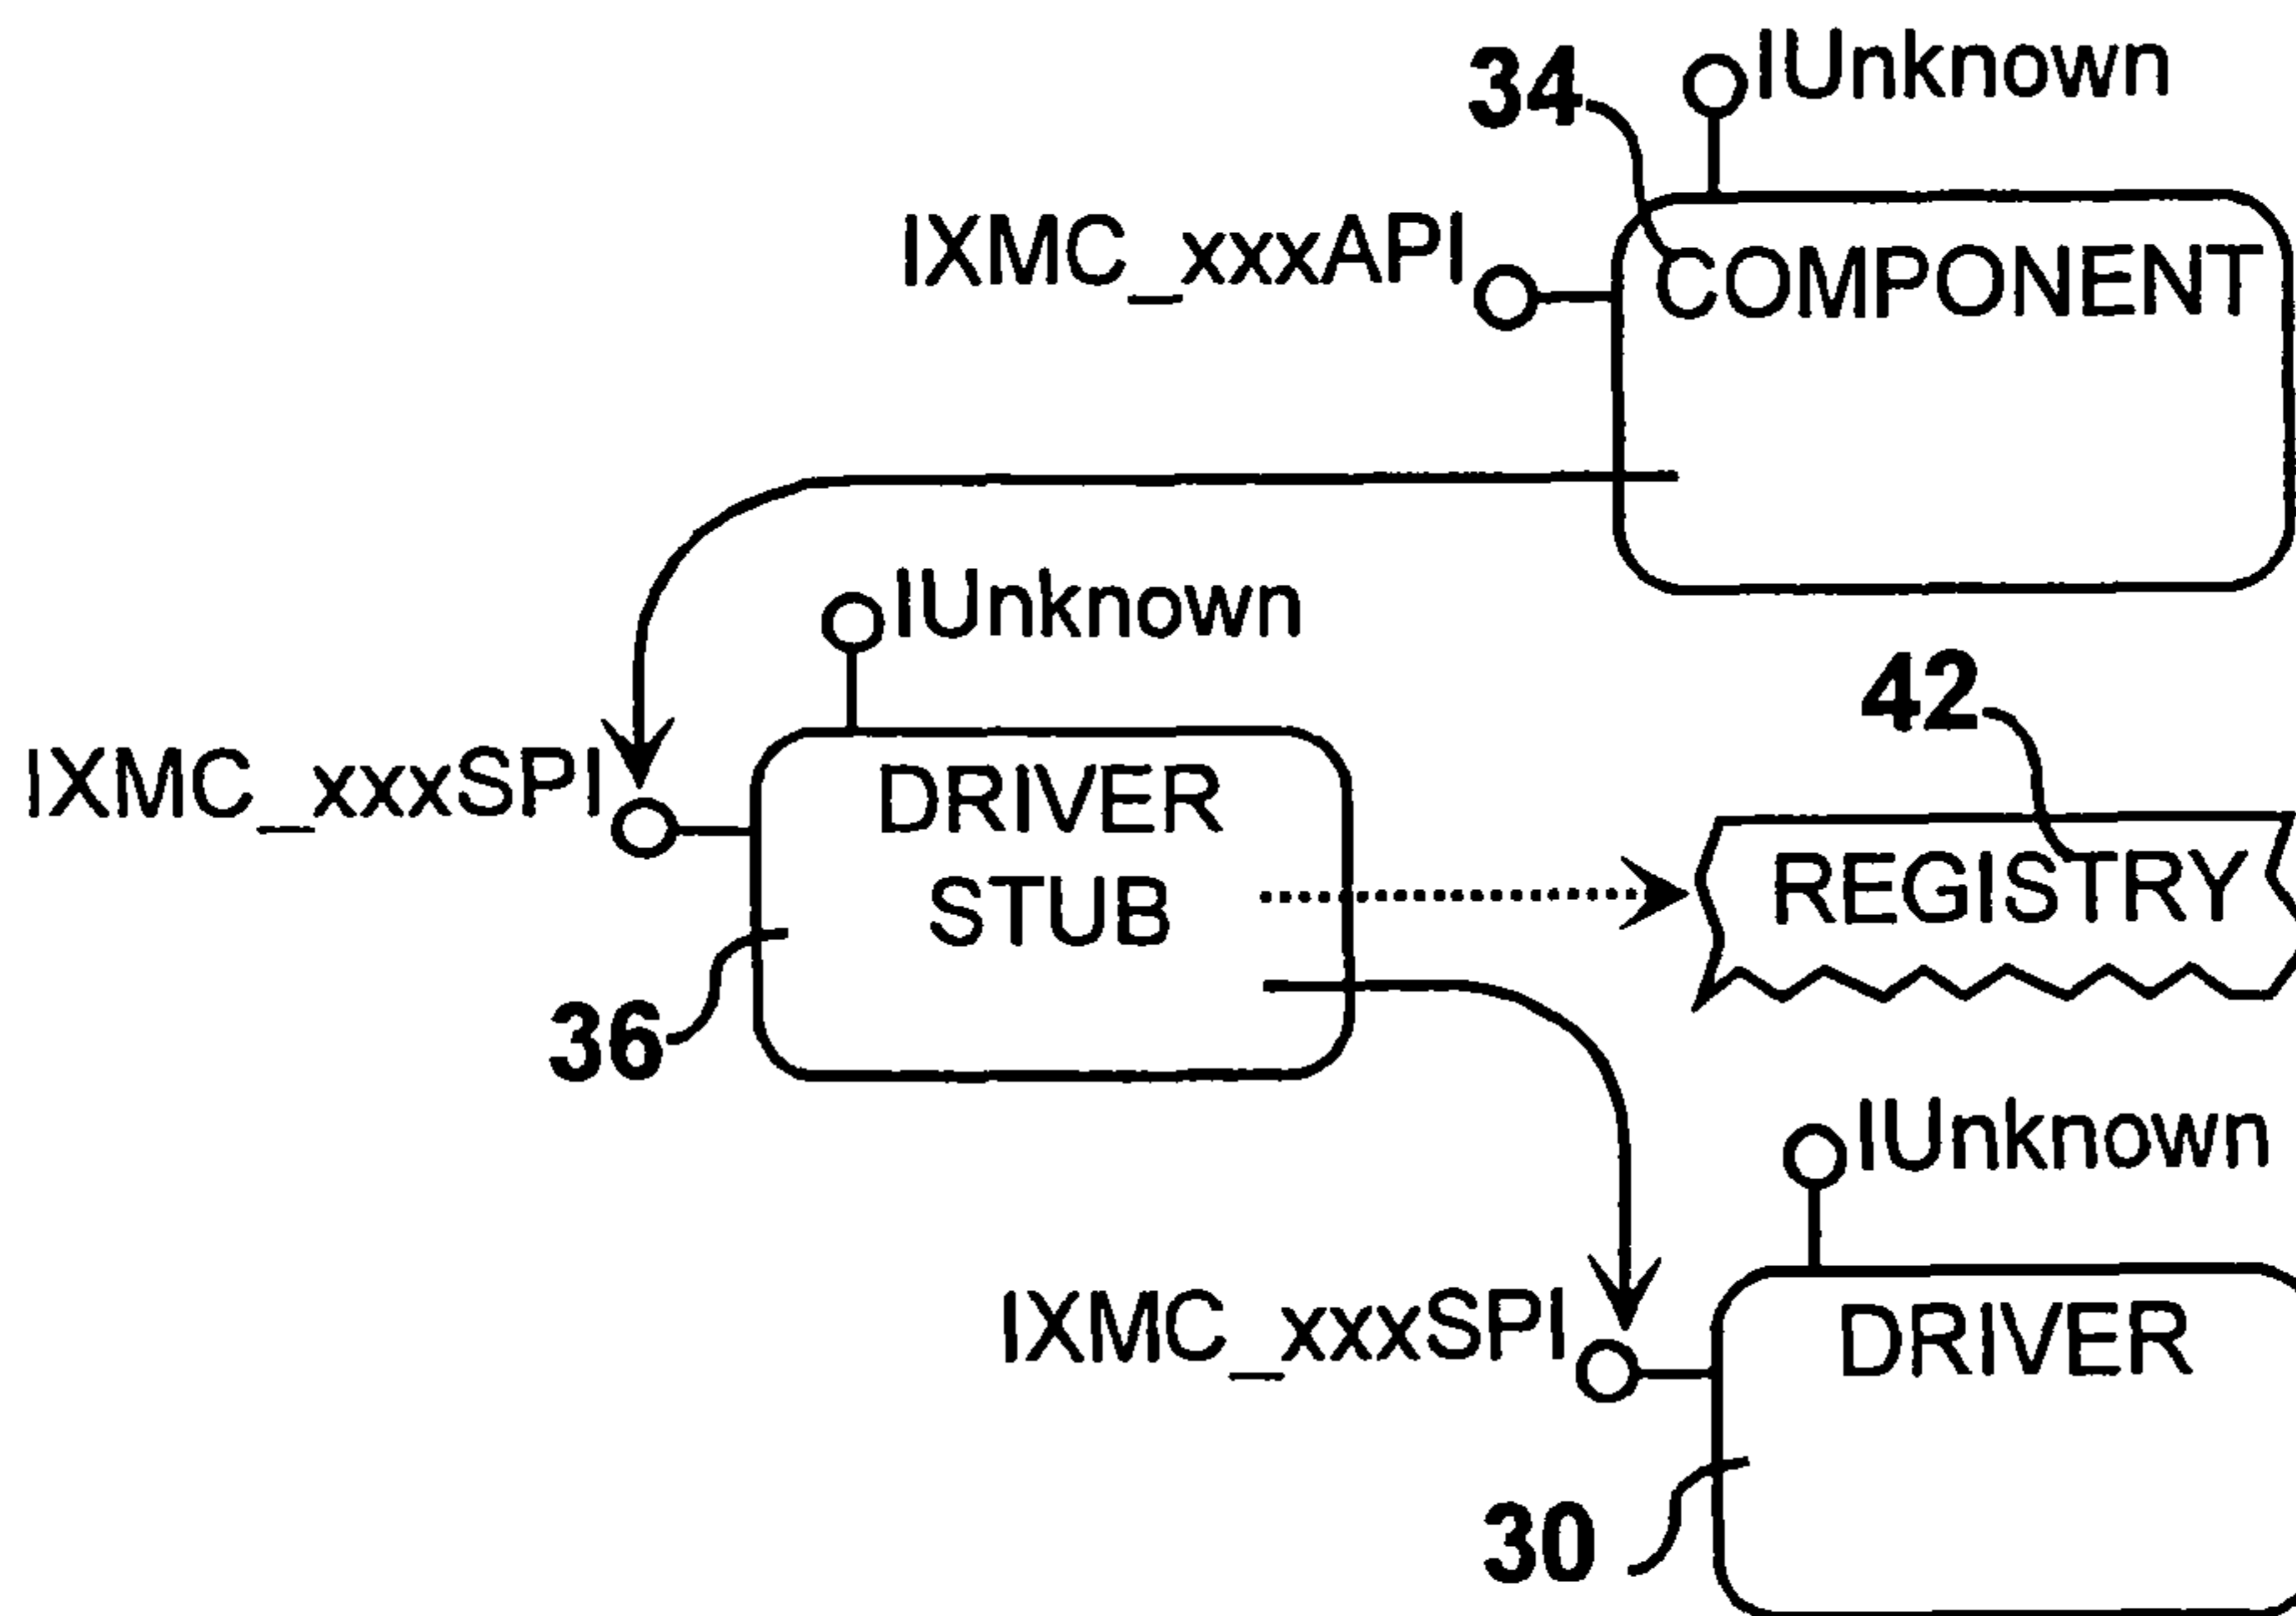 34
IUnknown
IXMC_xxxAPI
COMPONENT
IUnknown
42
IXMC_xxxSPI
DRIVER
STUB
REGISTRY
36
IUnknown
IXMC_xxxSPI
DRIVER
30